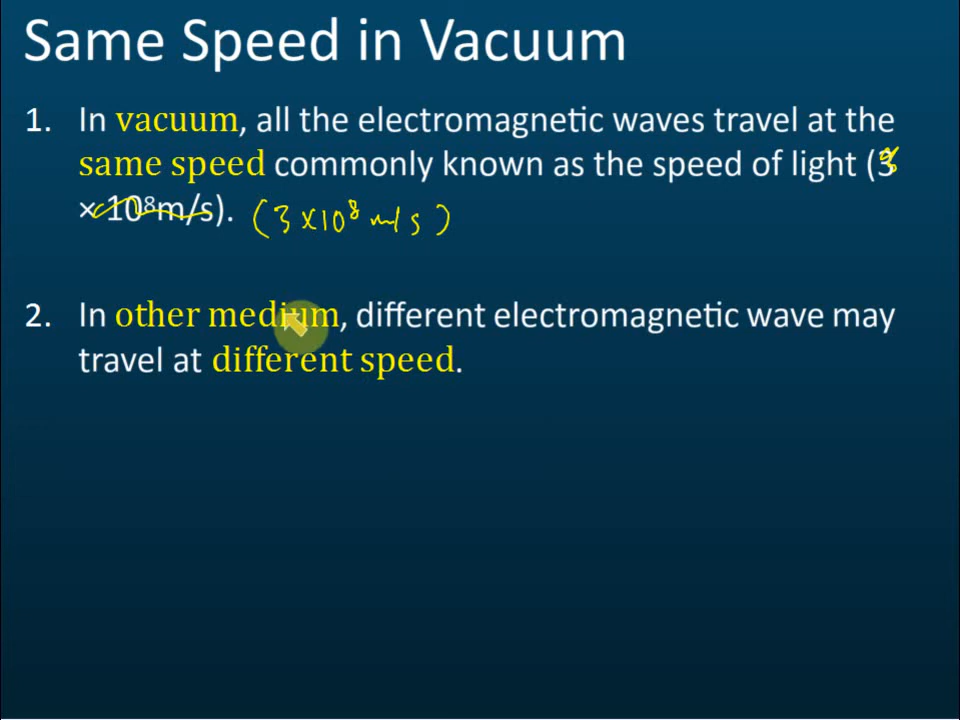 Same Speed in Vacuum
1. In vacuum, all the electromagnetic waves travel at the
same speed commonly known as the speed of light (3
× 10⁸m/s). (3 x 10⁸ m/s)
2. In other medium, different electromagnetic wave may
travel at different speed.